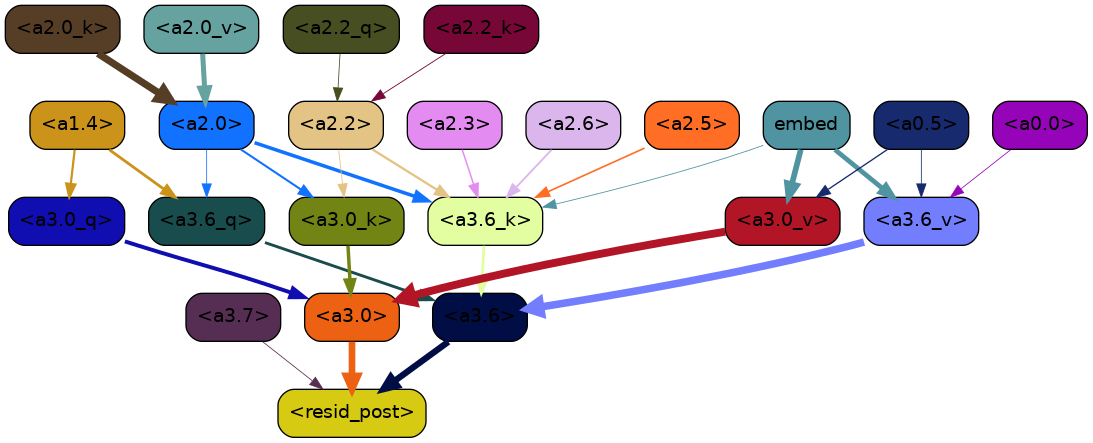 <a2.0_k> <a2.0_v> <a2.2_q> <a2.2_k>
<a1.4> <a2.0> <a2.2> <a2.3> <a2.6> <a2.5> embed <a0.5> <a0.0>
<a3.0_q> <a3.6_q> <a3.0_k> <a3.6_k> <a3.0_v> <a3.6_v>
<a3.7> <a3.0> <a3.6>
<resid_post>